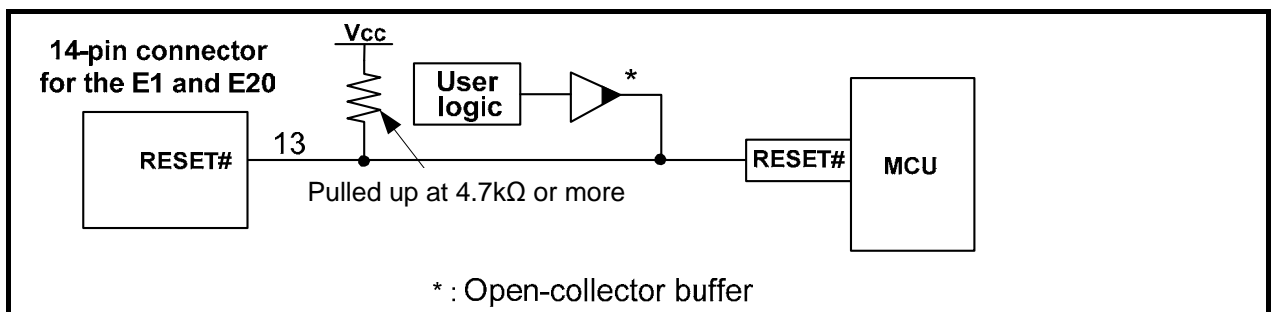 14-pin connector
for the E1 and E20
Vcc
User
logic
*
RESET#
13
RESET#
MCU
Pulled up at 4.7kΩ or more
* : Open-collector buffer